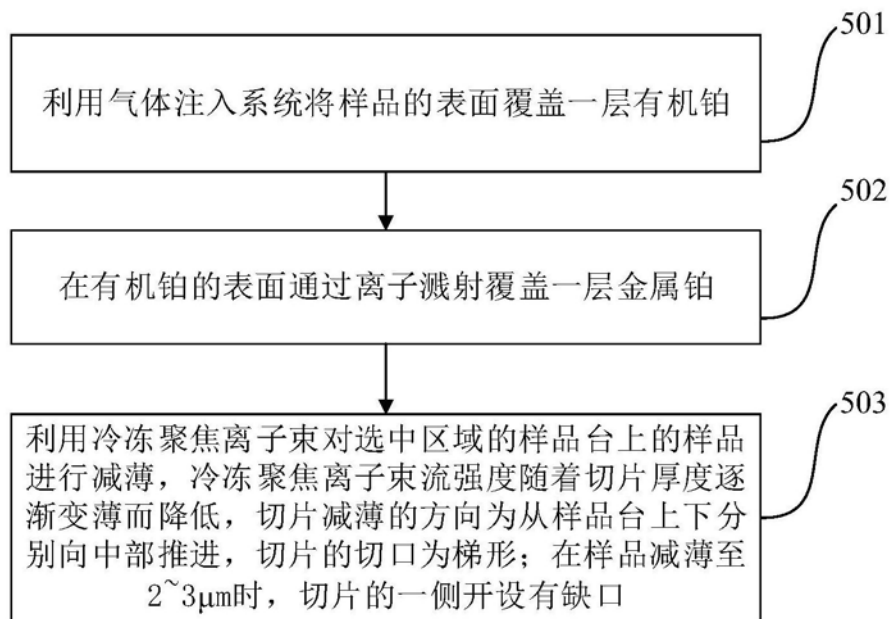 501
利用气体注入系统将样品的表面覆盖一层有机铂
502
在有机铂的表面通过离子溅射覆盖一层金属铂
503
利用冷冻聚焦离子束对选中区域的样品台上的样品
进行减薄，冷冻聚焦离子束流强度随着切片厚度逐
渐变薄而降低，切片减薄的方向为从样品台上下分
别向中部推进，切片的切口为梯形；在样品减薄至
2~3μm时，切片的一侧开设有缺口